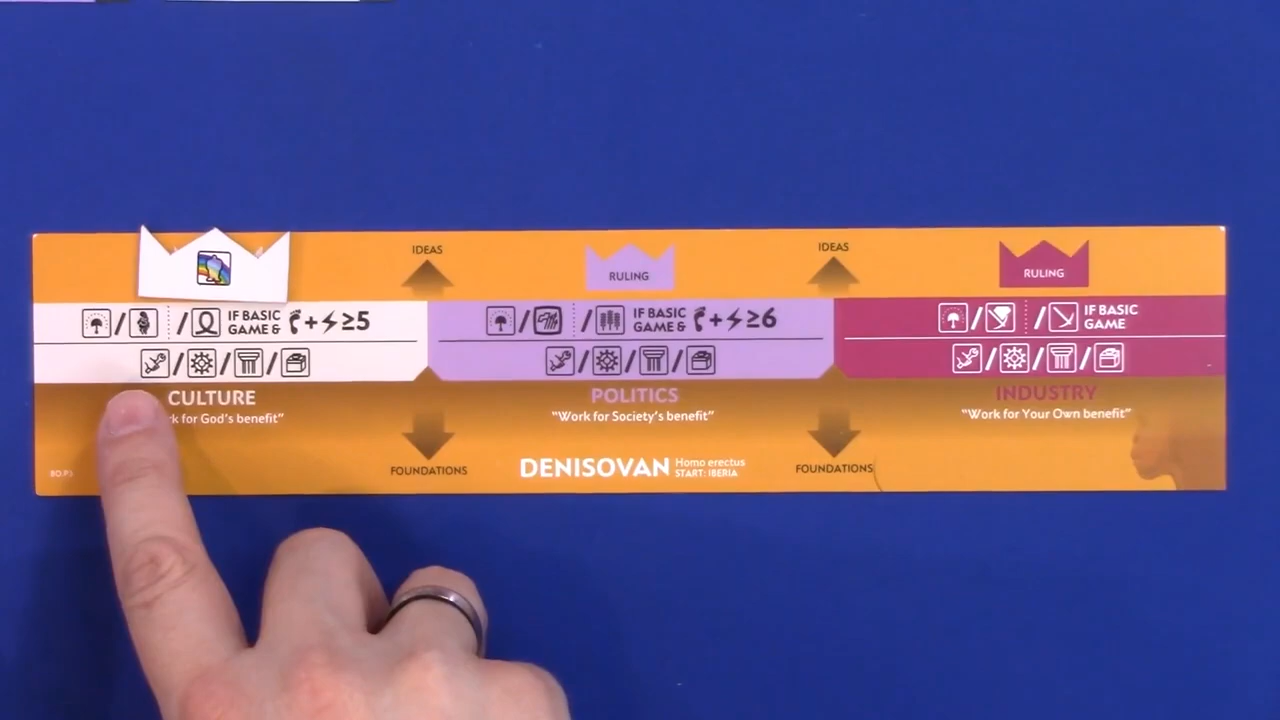 IDEAS
IDEAS
RULING
RULING
/ / IF BASIC GAME & + ≥5
/ / IF BASIC GAME & + ≥6
/ / IF BASIC GAME
/ / /
/ / /
/ / /
CULTURE
POLITICS
INDUSTRY
for God's benefit"
"Work for Society's benefit"
"Work for Your Own benefit"
FOUNDATIONS
DENISOVAN
Homo erectus
START: IBERIA
FOUNDATIONS